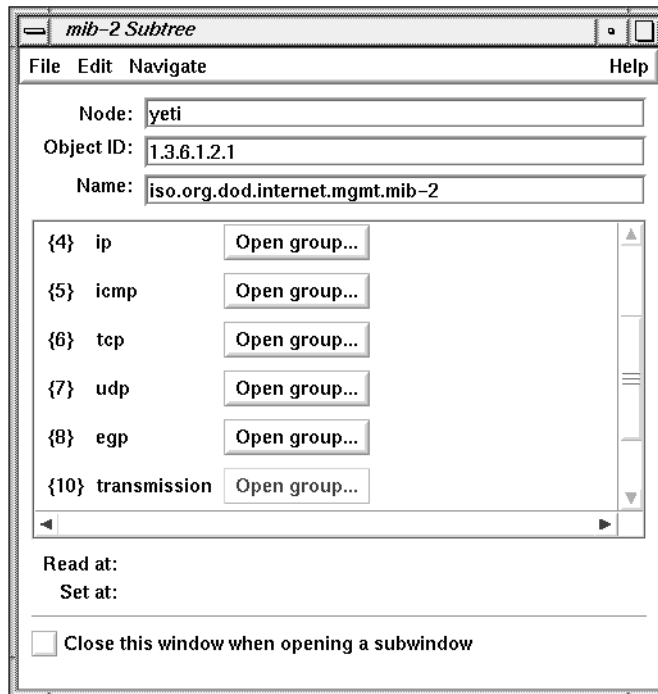 mib-2 Subtree
File Edit Navigate Help
Node: yeti
Object ID: 1.3.6.1.2.1
Name: iso.org.dod.internet.mgmt.mib-2
{4} ip Open group...
{5} icmp Open group...
{6} tcp Open group...
{7} udp Open group...
{8} egp Open group...
{10} transmission Open group...
Read at:
Set at:
Close this window when opening a subwindow